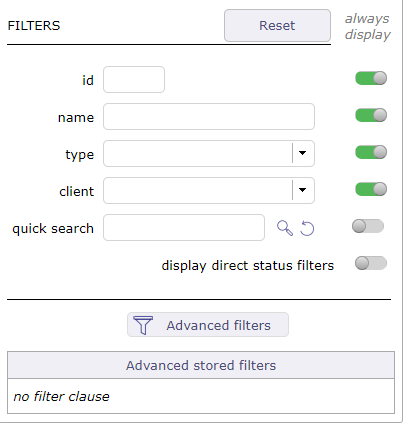 FILTERS Reset always display
id
name
type
client
quick search
display direct status filters
Advanced filters
Advanced stored filters
no filter clause